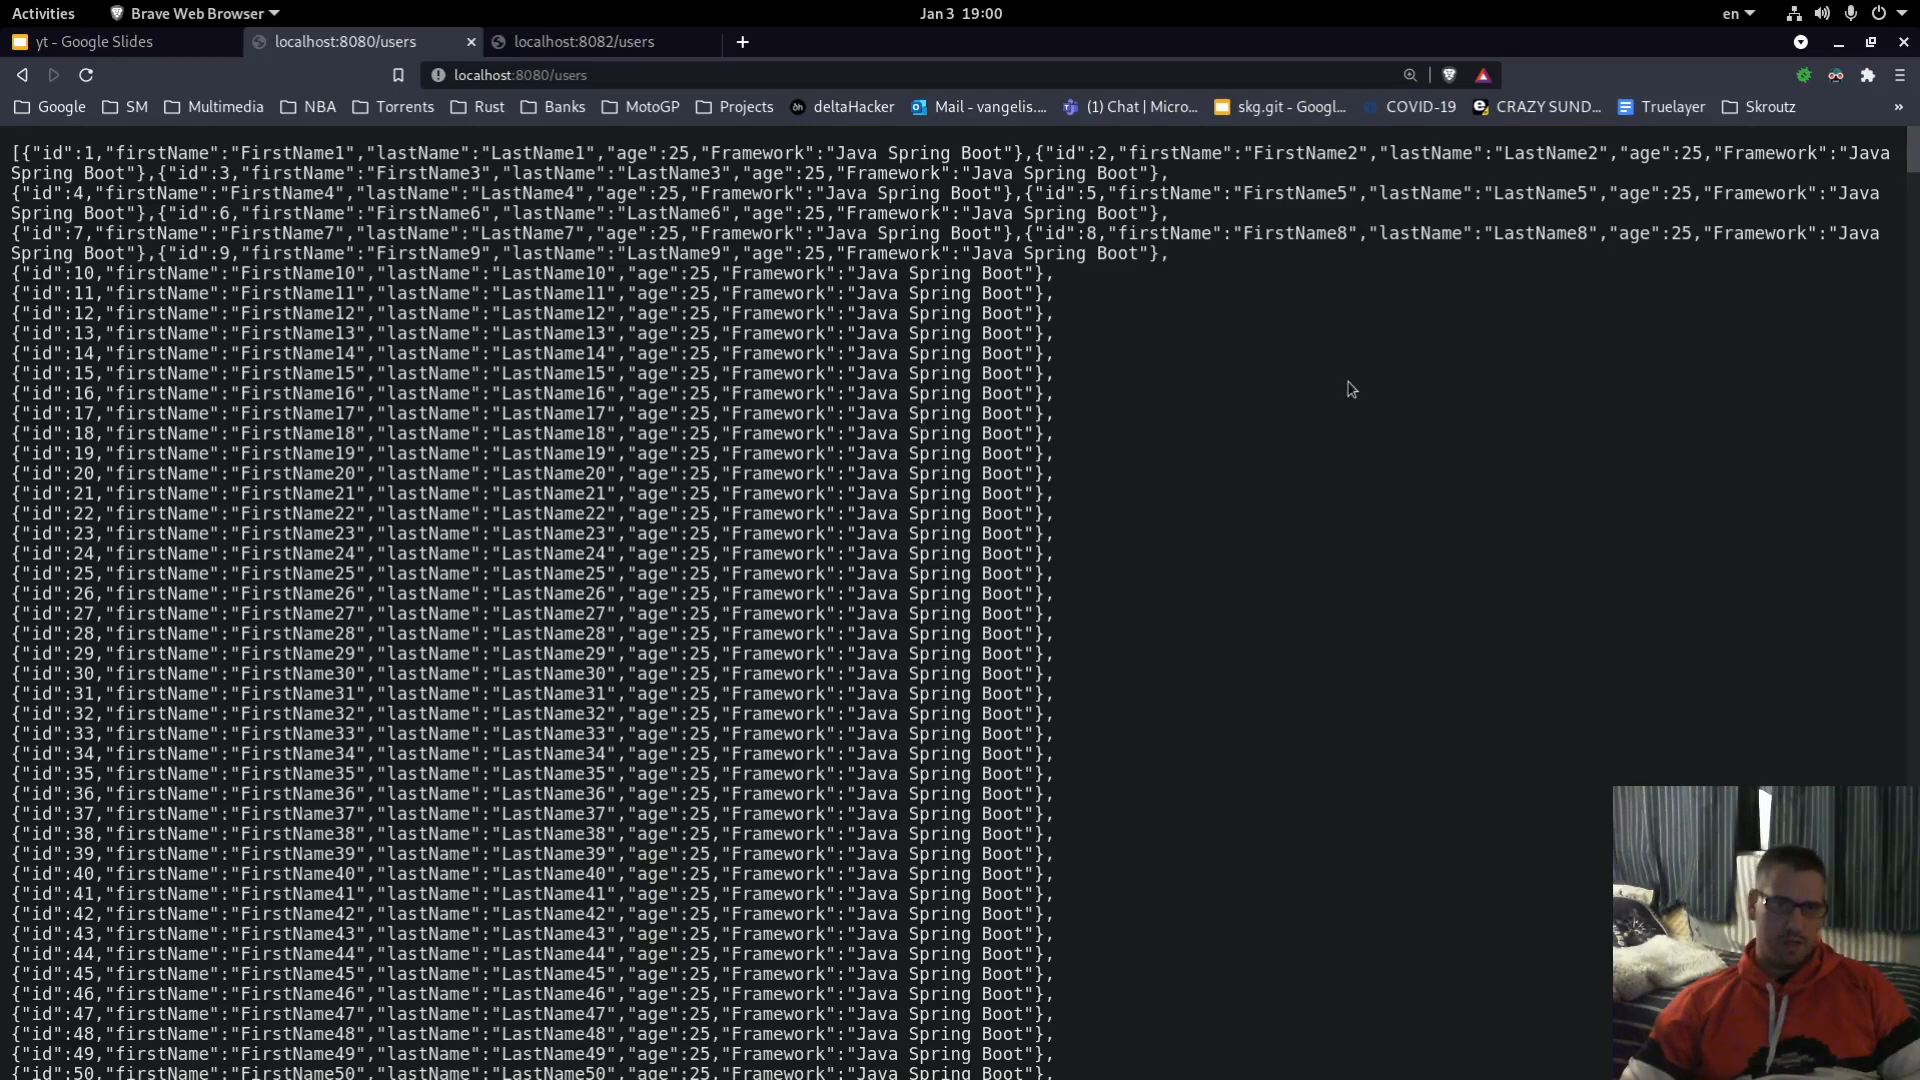 Activities Brave Web Browser Jan 3 19:00 en
yt - Google Slides localhost:8080/users localhost:8082/users
localhost:8080/users
Google SM Multimedia NBA Torrents Rust Banks MotoGP Projects deltaHacker Mail - vangelis.... (1) Chat | Micro... skg.git - Googl... COVID-19 CRAZY SUND... Truelayer Skroutz »
[{"id":1,"firstName":"FirstName1","lastName":"LastName1","age":25,"Framework":"Java Spring Boot"},{"id":2,"firstName":"FirstName2","lastName":"LastName2","age":25,"Framework":"Java
Spring Boot"},{"id":3,"firstName":"FirstName3","lastName":"LastName3","age":25,"Framework":"Java Spring Boot"},
{"id":4,"firstName":"FirstName4","lastName":"LastName4","age":25,"Framework":"Java Spring Boot"},{"id":5,"firstName":"FirstName5","lastName":"LastName5","age":25,"Framework":"Java
Spring Boot"},{"id":6,"firstName":"FirstName6","lastName":"LastName6","age":25,"Framework":"Java Spring Boot"},
{"id":7,"firstName":"FirstName7","lastName":"LastName7","age":25,"Framework":"Java Spring Boot"},{"id":8,"firstName":"FirstName8","lastName":"LastName8","age":25,"Framework":"Java
Spring Boot"},{"id":9,"firstName":"FirstName9","lastName":"LastName9","age":25,"Framework":"Java Spring Boot"},
{"id":10,"firstName":"FirstName10","lastName":"LastName10","age":25,"Framework":"Java Spring Boot"},
{"id":11,"firstName":"FirstName11","lastName":"LastName11","age":25,"Framework":"Java Spring Boot"},
{"id":12,"firstName":"FirstName12","lastName":"LastName12","age":25,"Framework":"Java Spring Boot"},
{"id":13,"firstName":"FirstName13","lastName":"LastName13","age":25,"Framework":"Java Spring Boot"},
{"id":14,"firstName":"FirstName14","lastName":"LastName14","age":25,"Framework":"Java Spring Boot"},
{"id":15,"firstName":"FirstName15","lastName":"LastName15","age":25,"Framework":"Java Spring Boot"},
{"id":16,"firstName":"FirstName16","lastName":"LastName16","age":25,"Framework":"Java Spring Boot"},
{"id":17,"firstName":"FirstName17","lastName":"LastName17","age":25,"Framework":"Java Spring Boot"},
{"id":18,"firstName":"FirstName18","lastName":"LastName18","age":25,"Framework":"Java Spring Boot"},
{"id":19,"firstName":"FirstName19","lastName":"LastName19","age":25,"Framework":"Java Spring Boot"},
{"id":20,"firstName":"FirstName20","lastName":"LastName20","age":25,"Framework":"Java Spring Boot"},
{"id":21,"firstName":"FirstName21","lastName":"LastName21","age":25,"Framework":"Java Spring Boot"},
{"id":22,"firstName":"FirstName22","lastName":"LastName22","age":25,"Framework":"Java Spring Boot"},
{"id":23,"firstName":"FirstName23","lastName":"LastName23","age":25,"Framework":"Java Spring Boot"},
{"id":24,"firstName":"FirstName24","lastName":"LastName24","age":25,"Framework":"Java Spring Boot"},
{"id":25,"firstName":"FirstName25","lastName":"LastName25","age":25,"Framework":"Java Spring Boot"},
{"id":26,"firstName":"FirstName26","lastName":"LastName26","age":25,"Framework":"Java Spring Boot"},
{"id":27,"firstName":"FirstName27","lastName":"LastName27","age":25,"Framework":"Java Spring Boot"},
{"id":28,"firstName":"FirstName28","lastName":"LastName28","age":25,"Framework":"Java Spring Boot"},
{"id":29,"firstName":"FirstName29","lastName":"LastName29","age":25,"Framework":"Java Spring Boot"},
{"id":30,"firstName":"FirstName30","lastName":"LastName30","age":25,"Framework":"Java Spring Boot"},
{"id":31,"firstName":"FirstName31","lastName":"LastName31","age":25,"Framework":"Java Spring Boot"},
{"id":32,"firstName":"FirstName32","lastName":"LastName32","age":25,"Framework":"Java Spring Boot"},
{"id":33,"firstName":"FirstName33","lastName":"LastName33","age":25,"Framework":"Java Spring Boot"},
{"id":34,"firstName":"FirstName34","lastName":"LastName34","age":25,"Framework":"Java Spring Boot"},
{"id":35,"firstName":"FirstName35","lastName":"LastName35","age":25,"Framework":"Java Spring Boot"},
{"id":36,"firstName":"FirstName36","lastName":"LastName36","age":25,"Framework":"Java Spring Boot"},
{"id":37,"firstName":"FirstName37","lastName":"LastName37","age":25,"Framework":"Java Spring Boot"},
{"id":38,"firstName":"FirstName38","lastName":"LastName38","age":25,"Framework":"Java Spring Boot"},
{"id":39,"firstName":"FirstName39","lastName":"LastName39","age":25,"Framework":"Java Spring Boot"},
{"id":40,"firstName":"FirstName40","lastName":"LastName40","age":25,"Framework":"Java Spring Boot"},
{"id":41,"firstName":"FirstName41","lastName":"LastName41","age":25,"Framework":"Java Spring Boot"},
{"id":42,"firstName":"FirstName42","lastName":"LastName42","age":25,"Framework":"Java Spring Boot"},
{"id":43,"firstName":"FirstName43","lastName":"LastName43","age":25,"Framework":"Java Spring Boot"},
{"id":44,"firstName":"FirstName44","lastName":"LastName44","age":25,"Framework":"Java Spring Boot"},
{"id":45,"firstName":"FirstName45","lastName":"LastName45","age":25,"Framework":"Java Spring Boot"},
{"id":46,"firstName":"FirstName46","lastName":"LastName46","age":25,"Framework":"Java Spring Boot"},
{"id":47,"firstName":"FirstName47","lastName":"LastName47","age":25,"Framework":"Java Spring Boot"},
{"id":48,"firstName":"FirstName48","lastName":"LastName48","age":25,"Framework":"Java Spring Boot"},
{"id":49,"firstName":"FirstName49","lastName":"LastName49","age":25,"Framework":"Java Spring Boot"},
{"id":50,"firstName":"FirstName50","lastName":"LastName50","age":25,"Framework":"Java Spring Boot"},